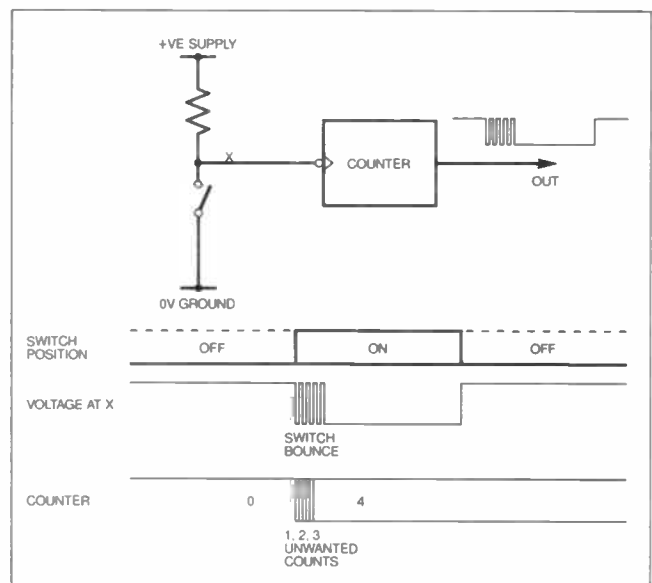 +VE SUPPLY
X
COUNTER
OUT
0V GROUND
SWITCH
POSITION
OFF
ON
OFF
VOLTAGE AT X
SWITCH
BOUNCE
COUNTER
0
4
1, 2, 3
UNWANTED
COUNTS